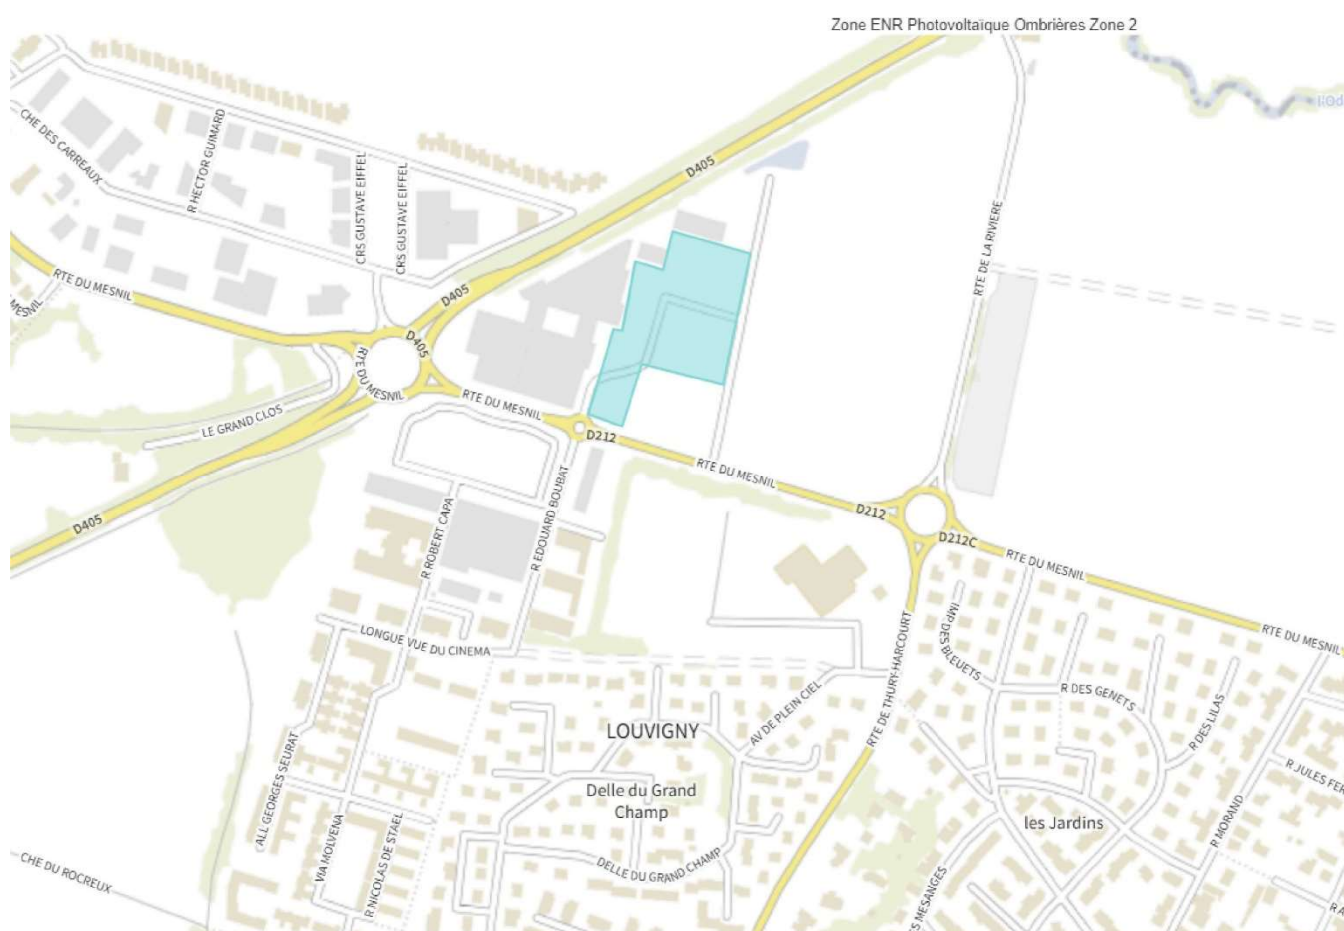 Zone ENR Photovoltaïque Ombrières Zone 2
l'Od
CHE DES CARREAUX
R HECTOR GUIMARD
CRS GUSTAVE EIFFEL
CRS GUSTAVE EIFFEL
D405
RTE DE LA RIVIERE
RTE DU MESNIL
MESNIL
D405
D405
RTE DU MESNIL
LE GRAND CLOS
RTE DU MESNIL
D212
RTE DU MESNIL
D405
R ROBERT CAPA
R EDOUARD BOUBAT
D212
D212C
RTE DU MESNIL
RTE DU MESNIL
LONGUE VUE DU CINEMA
IMP DES BLEUETS
RTE DE THURY-HARCOURT
R DES GENETS
R DES LILAS
AV DE PLEIN CIEL
LOUVIGNY
ALL GEORGES SEURAT
Delle du Grand
Champ
R JULES FER
les Jardins
R MORAND
VIA MOLVENA
R NICOLAS DE STAEL
DELLE DU GRAND CHAMP
CHE DU ROCREUX
S MESANGES
R A